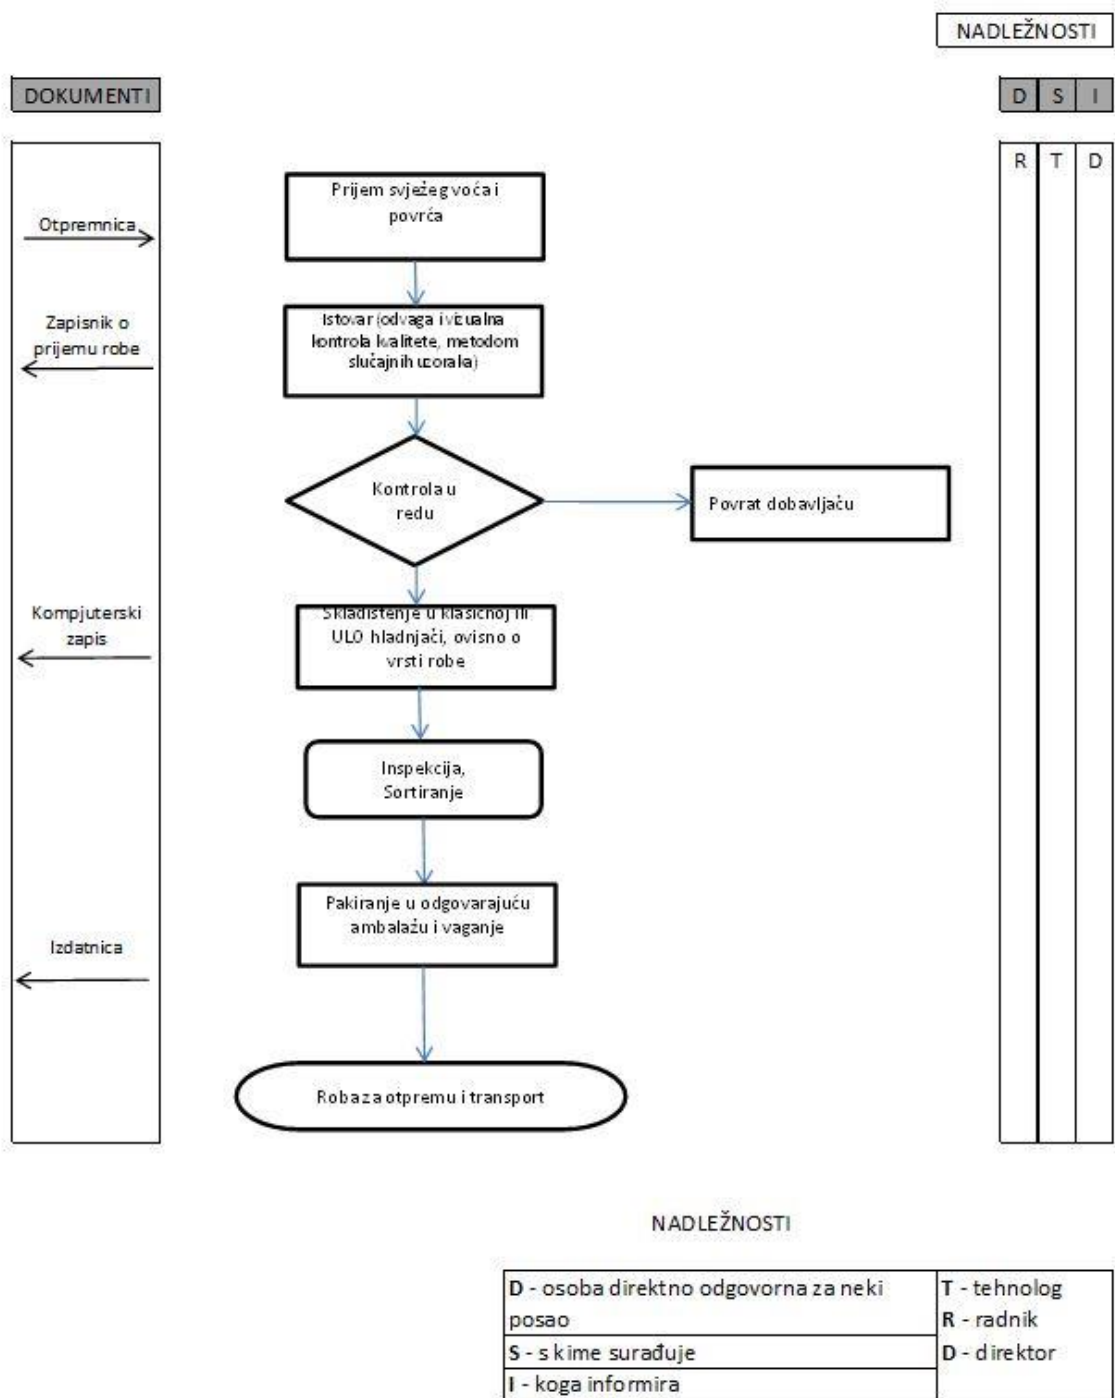 NADLEŽNOSTI
DOKUMENTI
D S I
R T D
Prijem svježeg voća i
povrća
Otpremnica
Istovar (odvaga i vizualna
kontrola kvalitete, metodom
slučajnih uzoraka)
Zapisnik o
prijemu robe
Kontrola u
redu
Povrat dobavljaču
Skladištenje u klasičnoj ili
ULO hladnjači, ovisno o
vrsti robe
Kompjuterski
zapis
Inspekcija,
Sortiranje
Pakiranje u odgovarajuću
ambalažu i vaganje
Izdatnica
Roba za otpremu i transport
NADLEŽNOSTI
D - osoba direktno odgovorna za neki
posao
S - s kime surađuje
I - koga informira
T - tehnolog
R - radnik
D - direktor